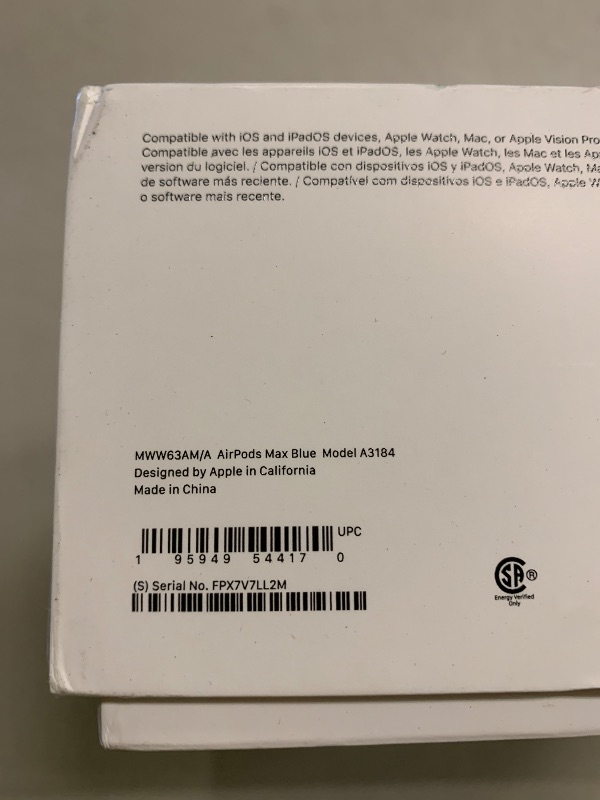 Compatible with iOS and iPadOS devices, Apple Watch, Mac, or Apple Vision Pro
Compatible avec les appareils iOS et iPadOS, les Apple Watch, les Mac et les
version du logiciel. / Compatible con dispositivos iOS y iPadOS, Apple Watch,
de software más reciente. / Compatível com dispositivos iOS e iPadOS, Apple
o software mais recente.
MWW63AM/A AirPods Max Blue Model A3184
Designed by Apple in California
Made in China
UPC
1 95949 54417 0
(S) Serial No. FPX7V7LL2M
SA ®
Energy Verified
Only